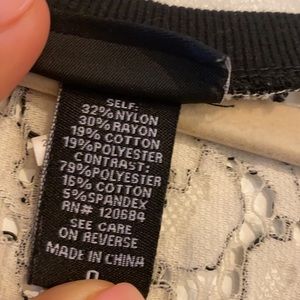 SELF:
32% NYLON
30% RAYON
19% COTTON
19% POLYESTER
CONTRAST:
79% POLYESTER
16% COTTON
5% SPANDEX
RN# 120684
SEE CARE
ON REVERSE
MADE IN CHINA
0